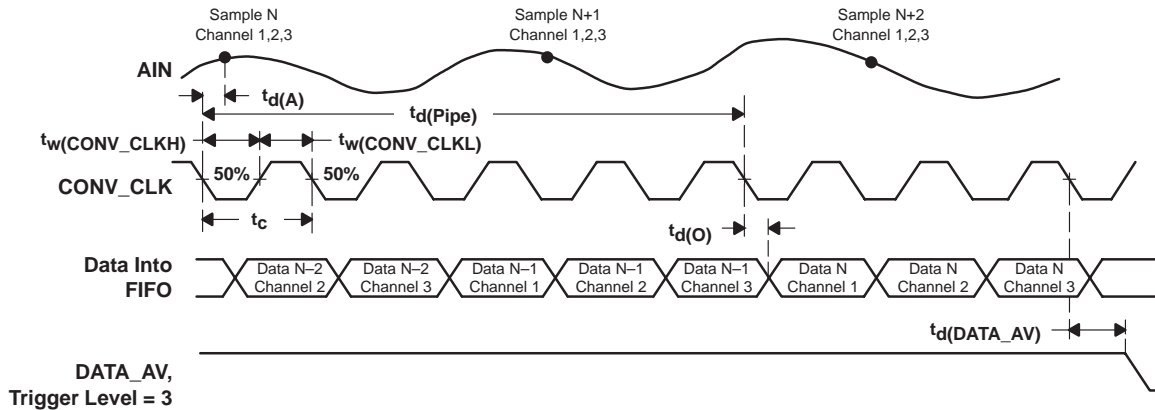 Sample N
Channel 1,2,3
Sample N+1
Channel 1,2,3
Sample N+2
Channel 1,2,3
AIN
td(A)
td(Pipe)
tw(CONV_CLKH)
tw(CONV_CLKL)
50%
50%
CONV_CLK
tc
td(O)
Data Into
FIFO
Data N–2
Channel 2
Data N–2
Channel 3
Data N–1
Channel 1
Data N–1
Channel 2
Data N–1
Channel 3
Data N
Channel 1
Data N
Channel 2
Data N
Channel 3
td(DATA_AV)
DATA_AV,
Trigger Level = 3